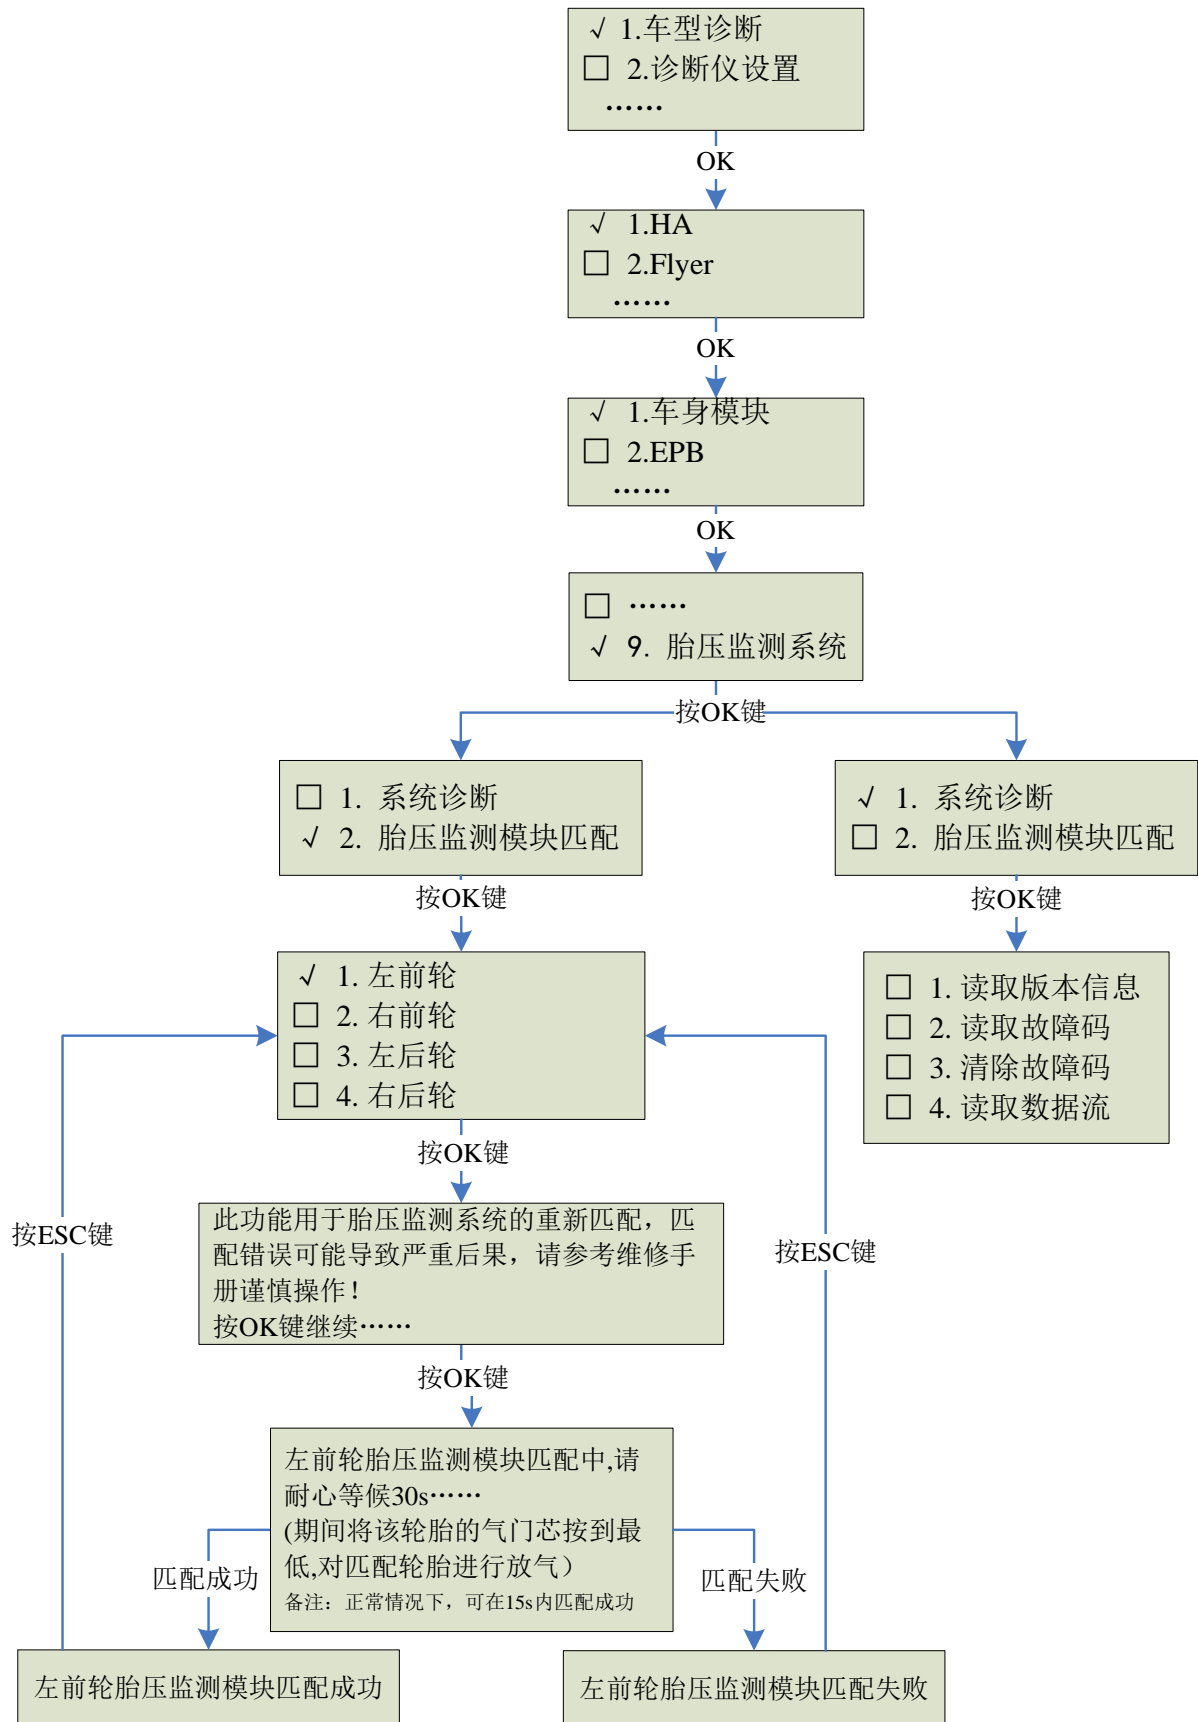 √ 1.车型诊断
□ 2.诊断仪设置
……
OK
√ 1.HA
□ 2.Flyer
……
OK
√ 1.车身模块
□ 2.EPB
……
OK
□ ……
√ 9. 胎压监测系统
按OK键
□ 1. 系统诊断
√ 2. 胎压监测模块匹配
√ 1. 系统诊断
□ 2. 胎压监测模块匹配
按OK键
按OK键
√ 1. 左前轮
□ 2. 右前轮
□ 3. 左后轮
□ 4. 右后轮
□ 1. 读取版本信息
□ 2. 读取故障码
□ 3. 清除故障码
□ 4. 读取数据流
按OK键
按ESC键
此功能用于胎压监测系统的重新匹配，匹
配错误可能导致严重后果，请参考维修手
册谨慎操作！
按OK键继续……
按ESC键
按OK键
左前轮胎压监测模块匹配中,请
耐心等候30s……
(期间将该轮胎的气门芯按到最
低,对匹配轮胎进行放气）
备注：正常情况下，可在15s内匹配成功
匹配成功
匹配失败
左前轮胎压监测模块匹配成功
左前轮胎压监测模块匹配失败